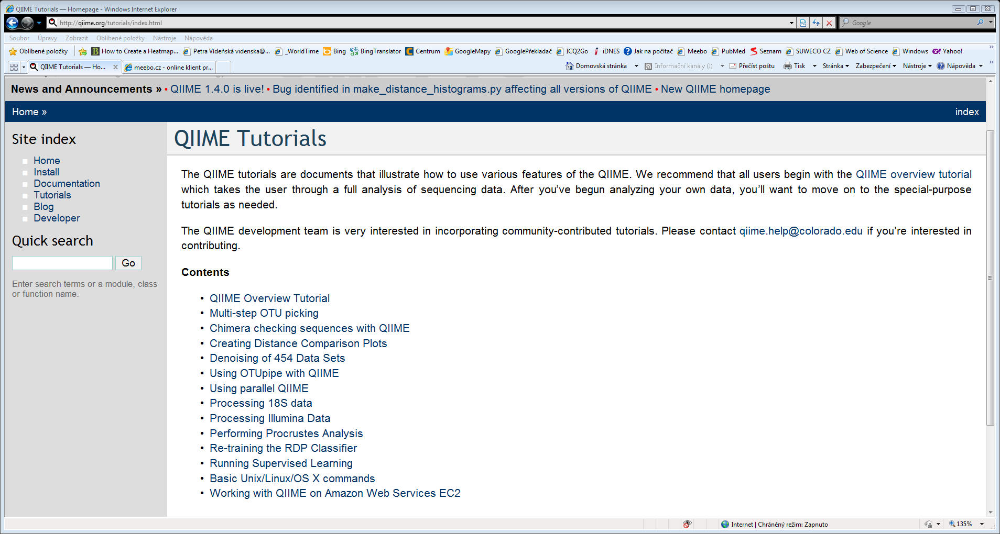 QIIME Tutorials — Homepage - Windows Internet Explorer
http://qiime.org/tutorials/index.html
Google
Soubor Úpravy Zobrazit Oblíbené položky Nástroje Nápověda
Oblíbené položky How to Create a Heatmap... Petra Vídeňská videnska@... _WorldTime Bing BingTranslator Centrum GoogleMapy GooglePřekladač ICQ2Go iDNES Jak na počítač Meebo PubMed Seznam SUWECO CZ Web of Science Windows Yahoo! »
QIIME Tutorials — Ho... meebo.cz - online klient pr... Domovská stránka Informační kanály (J) Přečíst poštu Tisk Stránka Zabezpečení Nástroje Nápověda »
News and Announcements » • QIIME 1.4.0 is live! • Bug identified in make_distance_histograms.py affecting all versions of QIIME • New QIIME homepage
Home » index
Site index
Home
Install
Documentation
Tutorials
Blog
Developer
Quick search
Go
Enter search terms or a module, class
or function name.
QIIME Tutorials
The QIIME tutorials are documents that illustrate how to use various features of the QIIME. We recommend that all users begin with the QIIME overview tutorial
which takes the user through a full analysis of sequencing data. After you’ve begun analyzing your own data, you’ll want to move on to the special-purpose
tutorials as needed.
The QIIME development team is very interested in incorporating community-contributed tutorials. Please contact qiime.help@colorado.edu if you’re interested in
contributing.
Contents
• QIIME Overview Tutorial
• Multi-step OTU picking
• Chimera checking sequences with QIIME
• Creating Distance Comparison Plots
• Denoising of 454 Data Sets
• Using OTUpipe with QIIME
• Using parallel QIIME
• Processing 18S data
• Processing Illumina Data
• Performing Procrustes Analysis
• Re-training the RDP Classifier
• Running Supervised Learning
• Basic Unix/Linux/OS X commands
• Working with QIIME on Amazon Web Services EC2
Internet | Chráněný režim: Zapnuto
135%